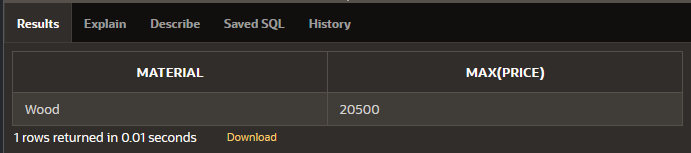 Results Explain Describe Saved SQL History
MATERIAL MAX(PRICE)
Wood 20500
1 rows returned in 0.01 seconds Download